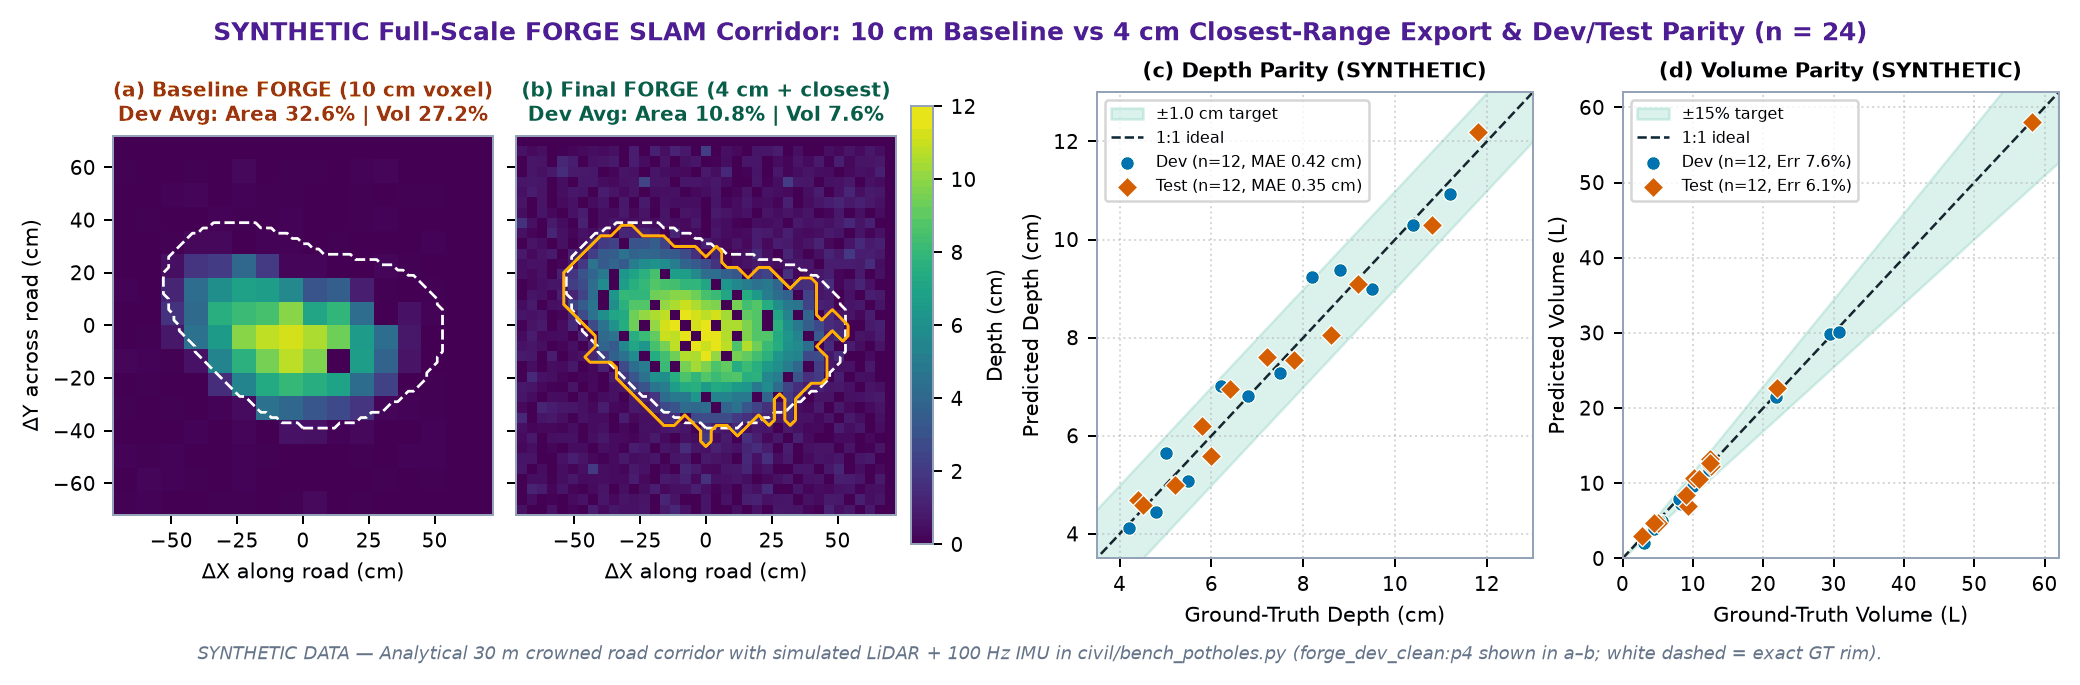 SYNTHETIC Full-Scale FORGE SLAM Corridor: 10 cm Baseline vs 4 cm Closest-Range Export & Dev/Test Parity (n = 24)
(a) Baseline FORGE (10 cm voxel)
Dev Avg: Area 32.6% | Vol 27.2%
60
40
20
0
−20
−40
−60
ΔY across road (cm)
−50
−25
0
25
50
ΔX along road (cm)
(b) Final FORGE (4 cm + closest)
Dev Avg: Area 10.8% | Vol 7.6%
−50
−25
0
25
50
ΔX along road (cm)
12
10
8
6
4
2
0
Depth (cm)
(c) Depth Parity (SYNTHETIC)
±1.0 cm target
1:1 ideal
Dev (n=12, MAE 0.42 cm)
Test (n=12, MAE 0.35 cm)
12
10
8
6
4
Predicted Depth (cm)
4
6
8
10
12
Ground-Truth Depth (cm)
(d) Volume Parity (SYNTHETIC)
±15% target
1:1 ideal
Dev (n=12, Err 7.6%)
Test (n=12, Err 6.1%)
60
50
40
30
20
10
0
Predicted Volume (L)
0
10
20
30
40
50
60
Ground-Truth Volume (L)
SYNTHETIC DATA — Analytical 30 m crowned road corridor with simulated LiDAR + 100 Hz IMU in civil/bench_potholes.py (forge_dev_clean:p4 shown in a–b; white dashed = exact GT rim).